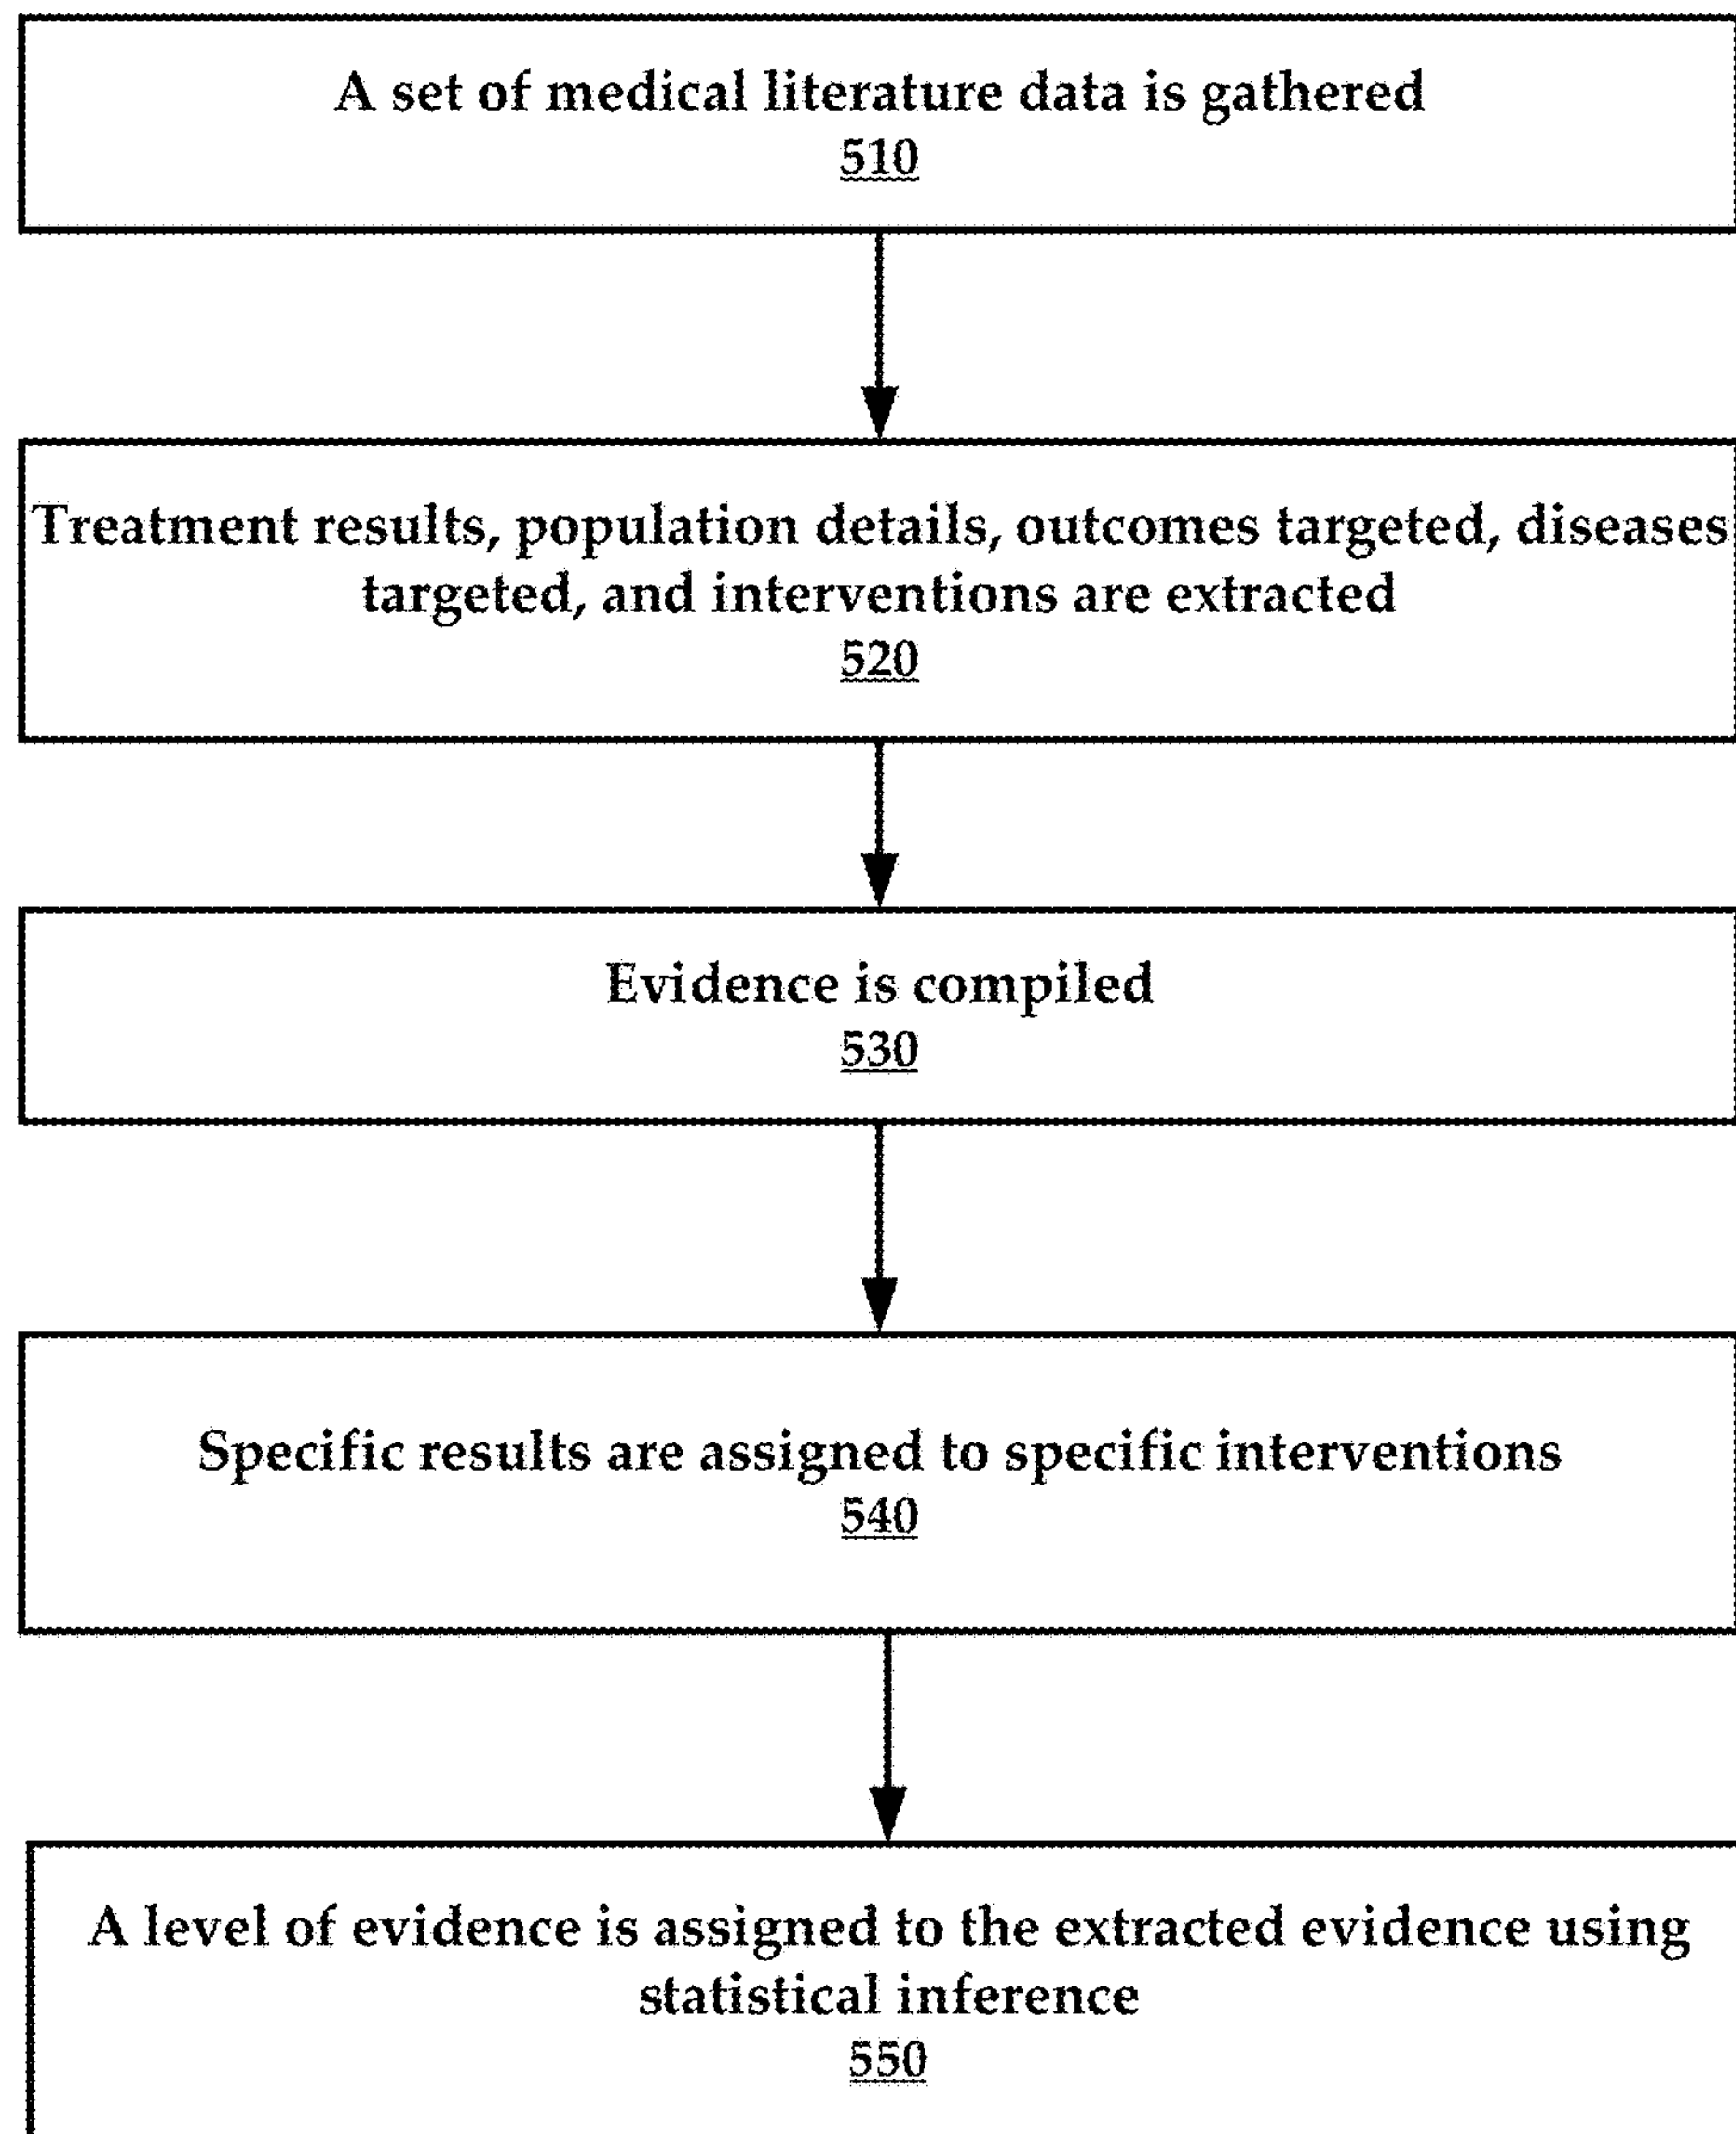 A set of medical literature data is gathered
510
Treatment results, population details, outcomes targeted, diseases
targeted, and interventions are extracted
520
Evidence is compiled
530
Specific results are assigned to specific interventions
540
A level of evidence is assigned to the extracted evidence using
statistical inference
550